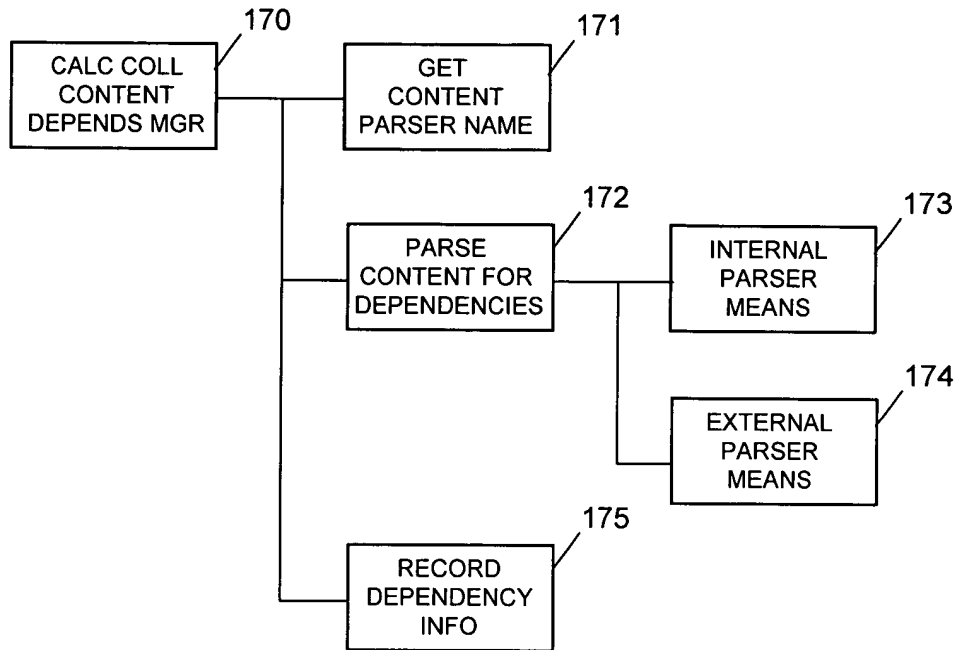 170
CALC COLL
CONTENT
DEPENDS MGR
171
GET
CONTENT
PARSER NAME
172
PARSE
CONTENT FOR
DEPENDENCIES
173
INTERNAL
PARSER
MEANS
174
EXTERNAL
PARSER
MEANS
175
RECORD
DEPENDENCY
INFO